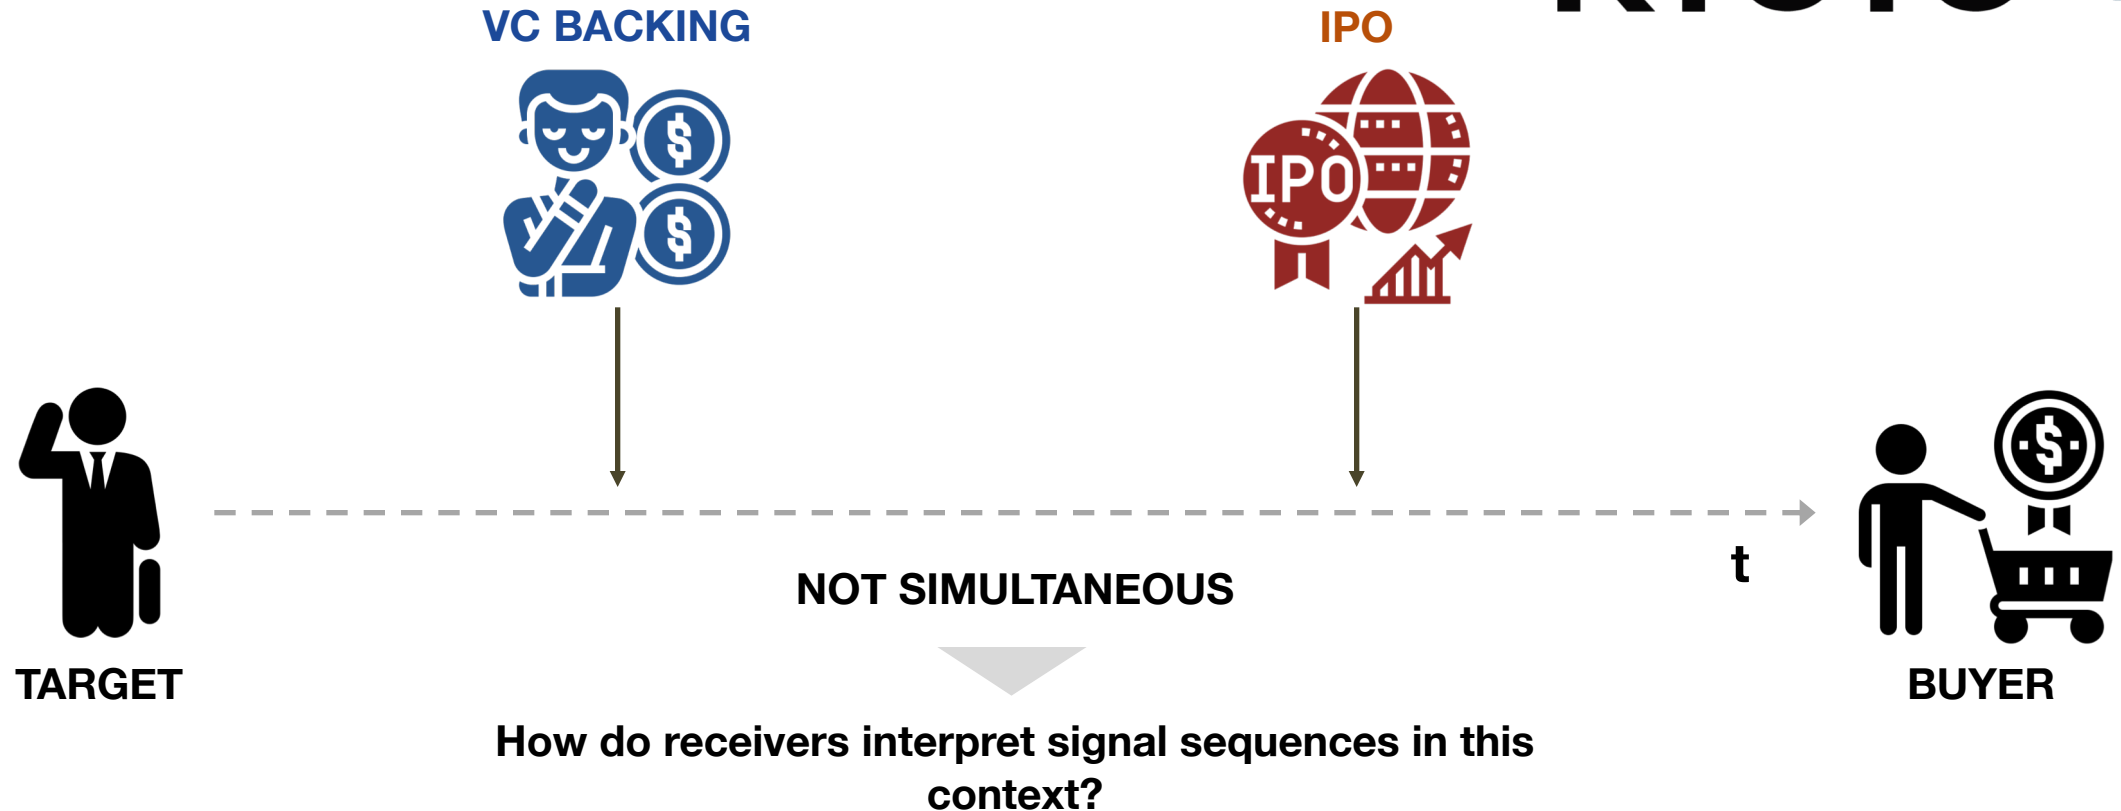 VC BACKING
IPO
$
IPO
$
$
t
NOT SIMULTANEOUS
TARGET
BUYER
How do receivers interpret signal sequences in this
context?